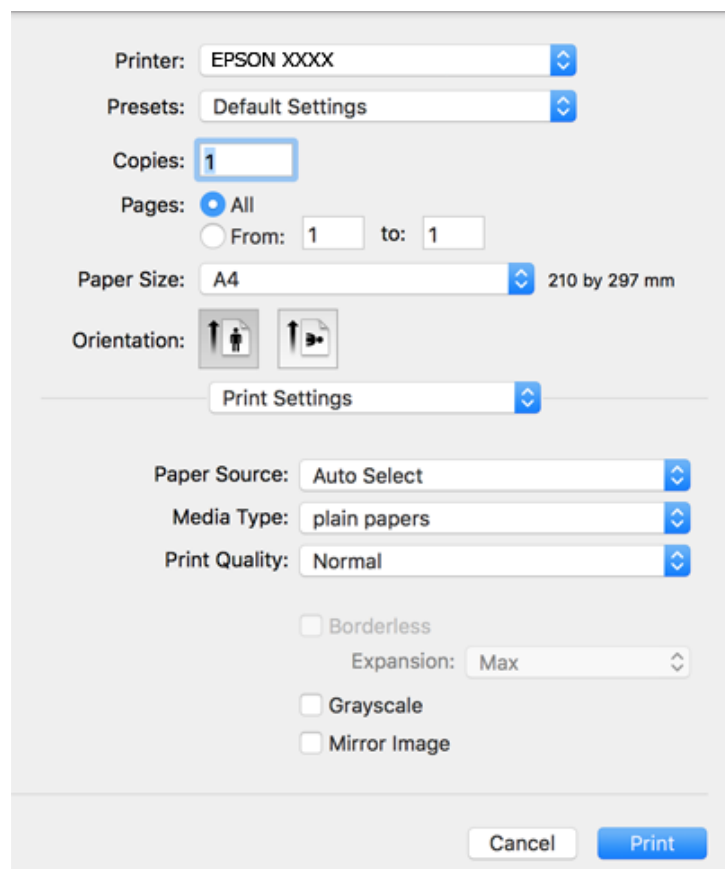 Printer: EPSON XXXX
Presets: Default Settings
Copies: 1
Pages: All
From: 1 to: 1
Paper Size: A4 210 by 297 mm
Orientation:
Print Settings
Paper Source: Auto Select
Media Type: plain papers
Print Quality: Normal
Borderless
Expansion: Max
Grayscale
Mirror Image
Cancel Print